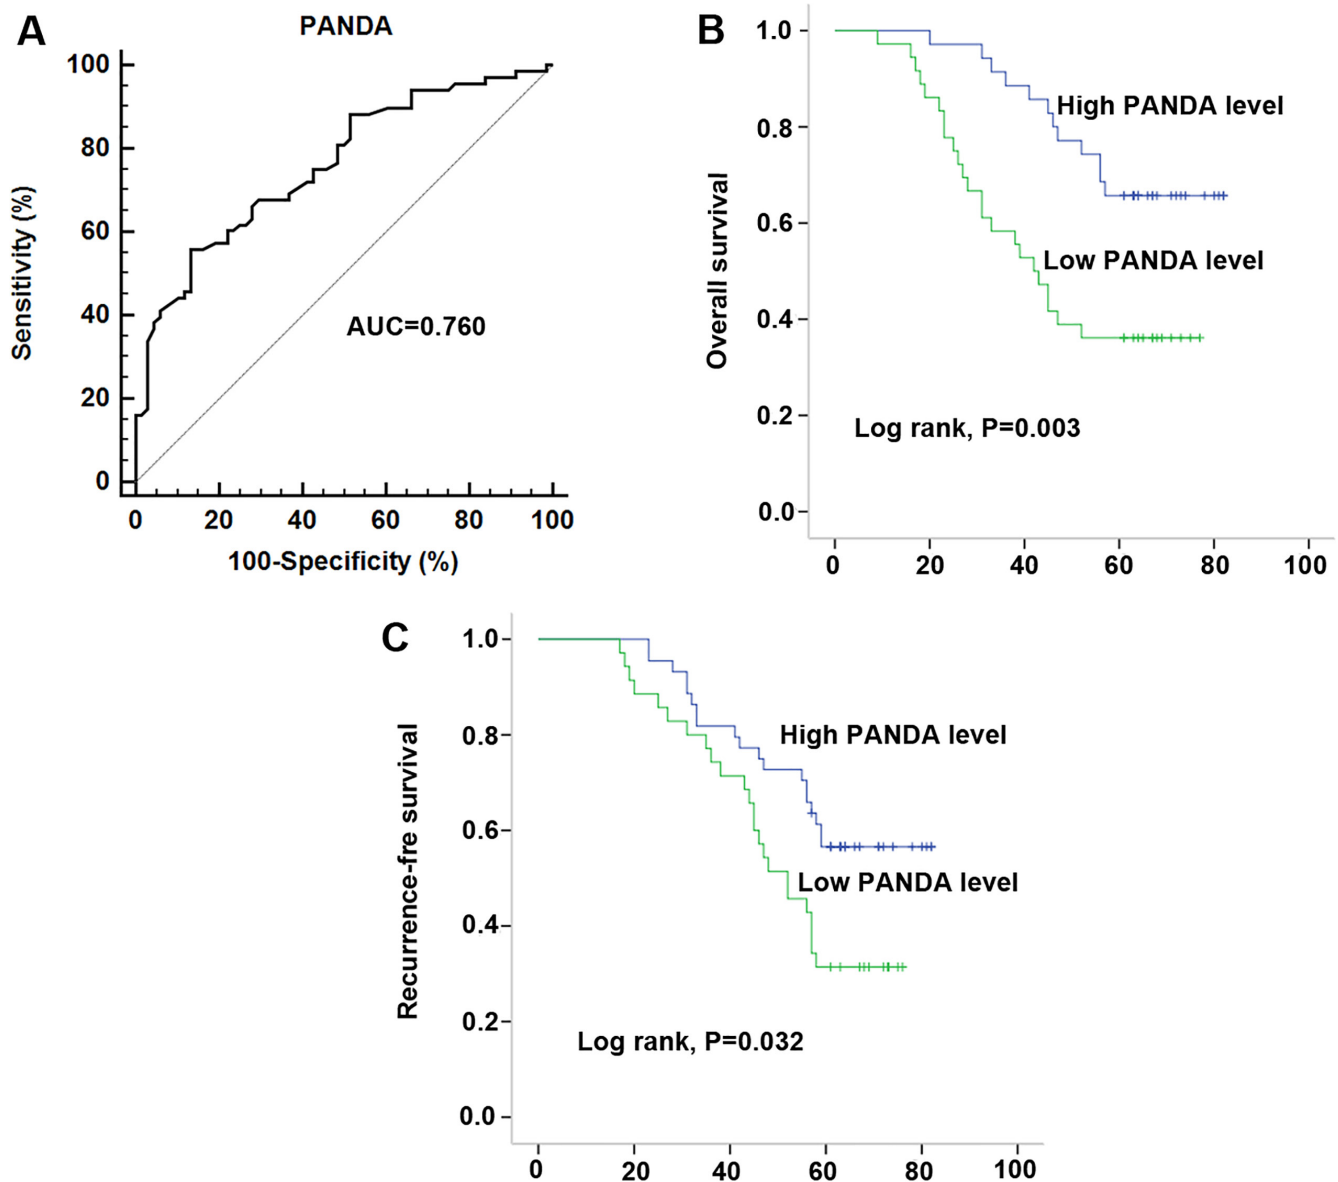 A
PANDA
100
80
60
40
20
0
Sensitivity (%)
AUC=0.760
0 20 40 60 80 100
100-Specificity (%)
B
1.0
0.8
0.6
0.4
0.2
0.0
Overall survival
High PANDA level
Low PANDA level
Log rank, P=0.003
0 20 40 60 80 100
C
1.0
0.8
0.6
0.4
0.2
0.0
Recurrence-fre survival
High PANDA level
Low PANDA level
Log rank, P=0.032
0 20 40 60 80 100